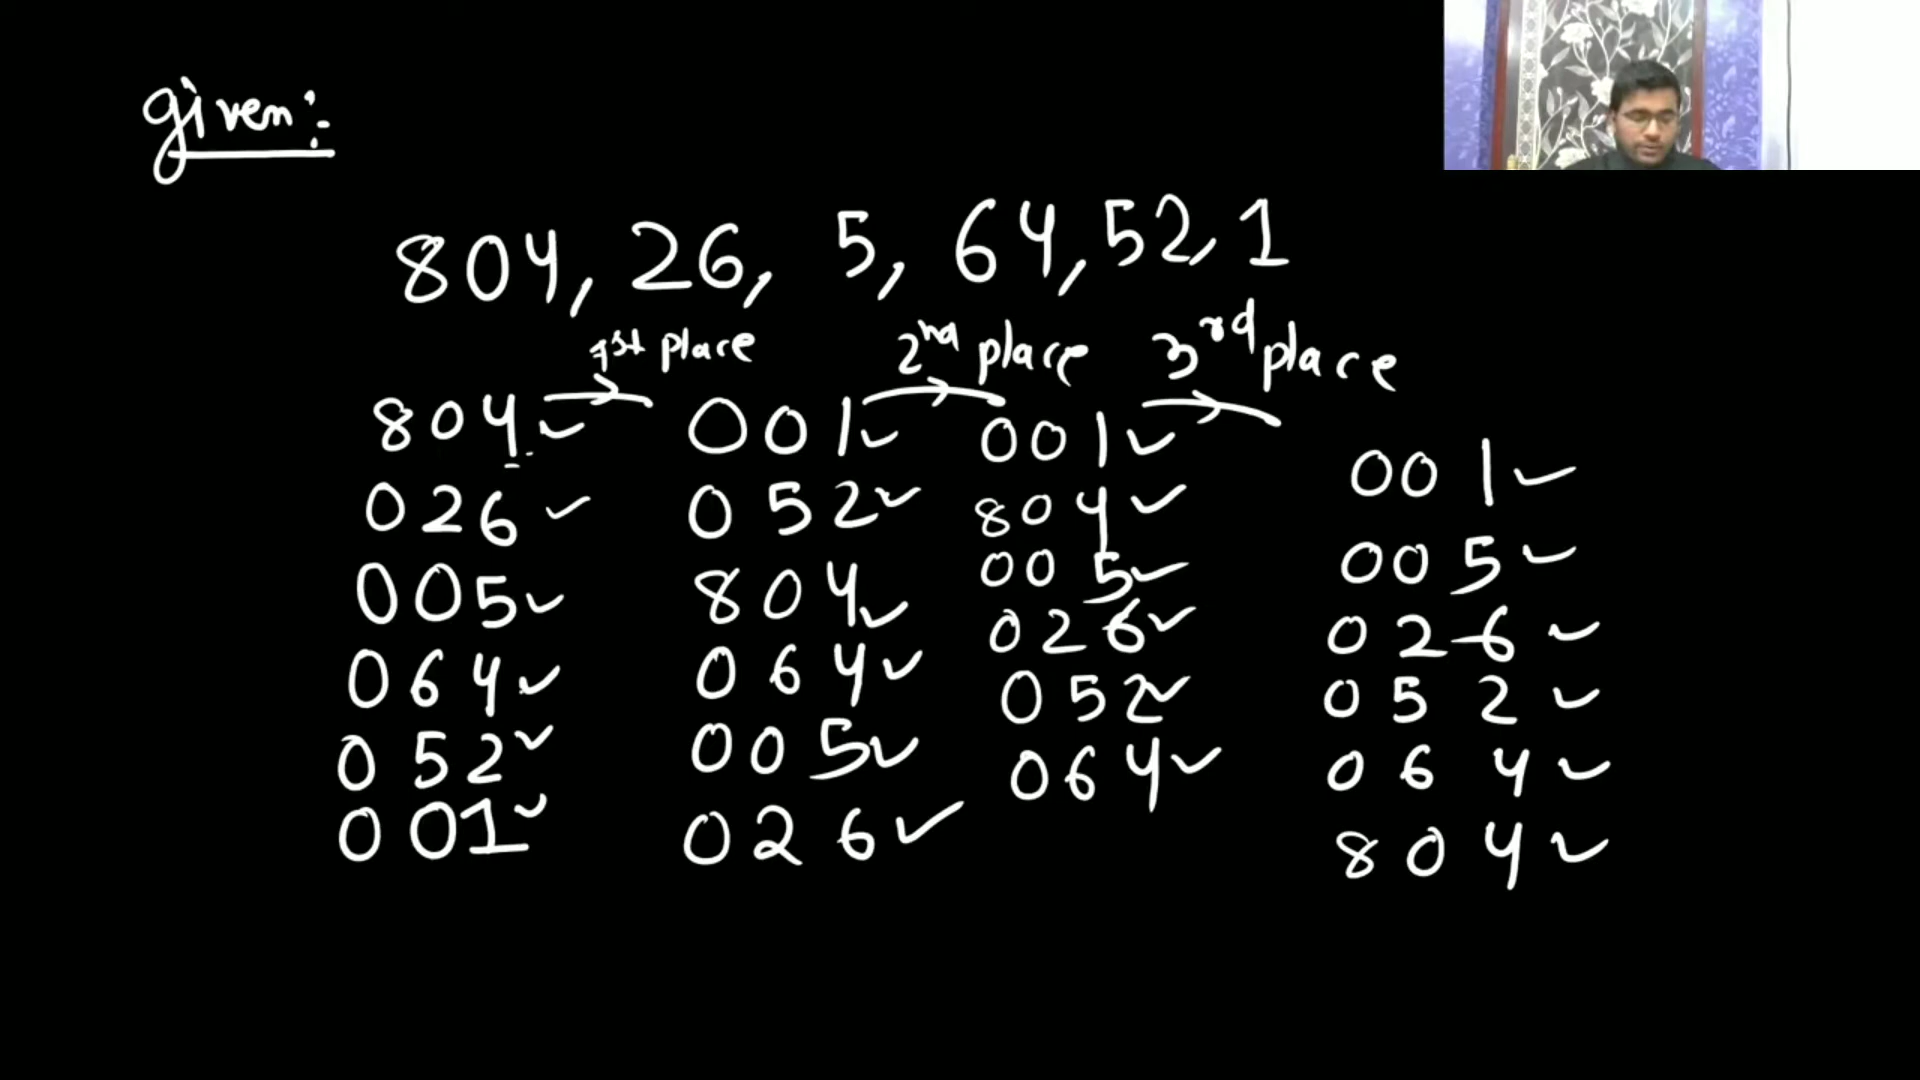 given:-
804, 26, 5, 64, 52, 1
1st place 2nd place 3rd place
804 001 001 001
026 052 804 005
005 804 005 026
064 064 026 052
052 005 052 064
001 026 064 804